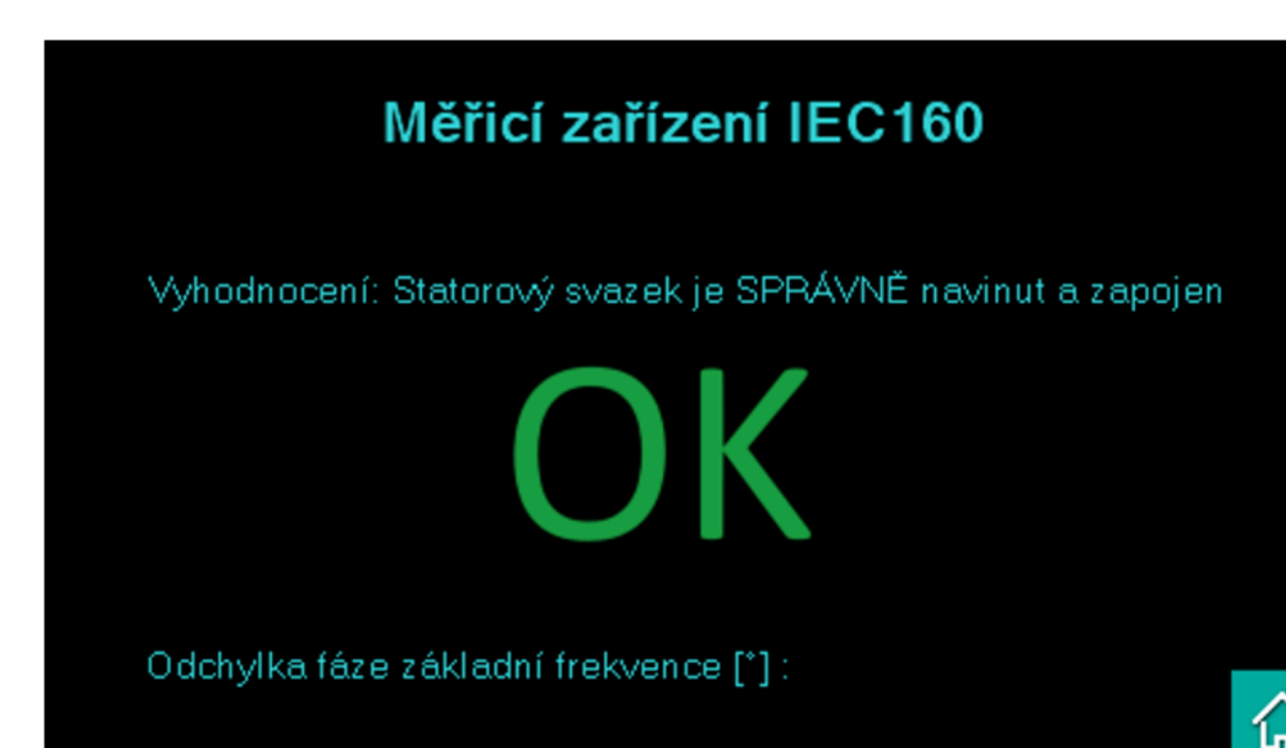 Měřicí zařízení IEC160
Vyhodnocení: Statorový svazek je SPRÁVNĚ navinut a zapojen
OK
Odchylka fáze základní frekvence [°] :